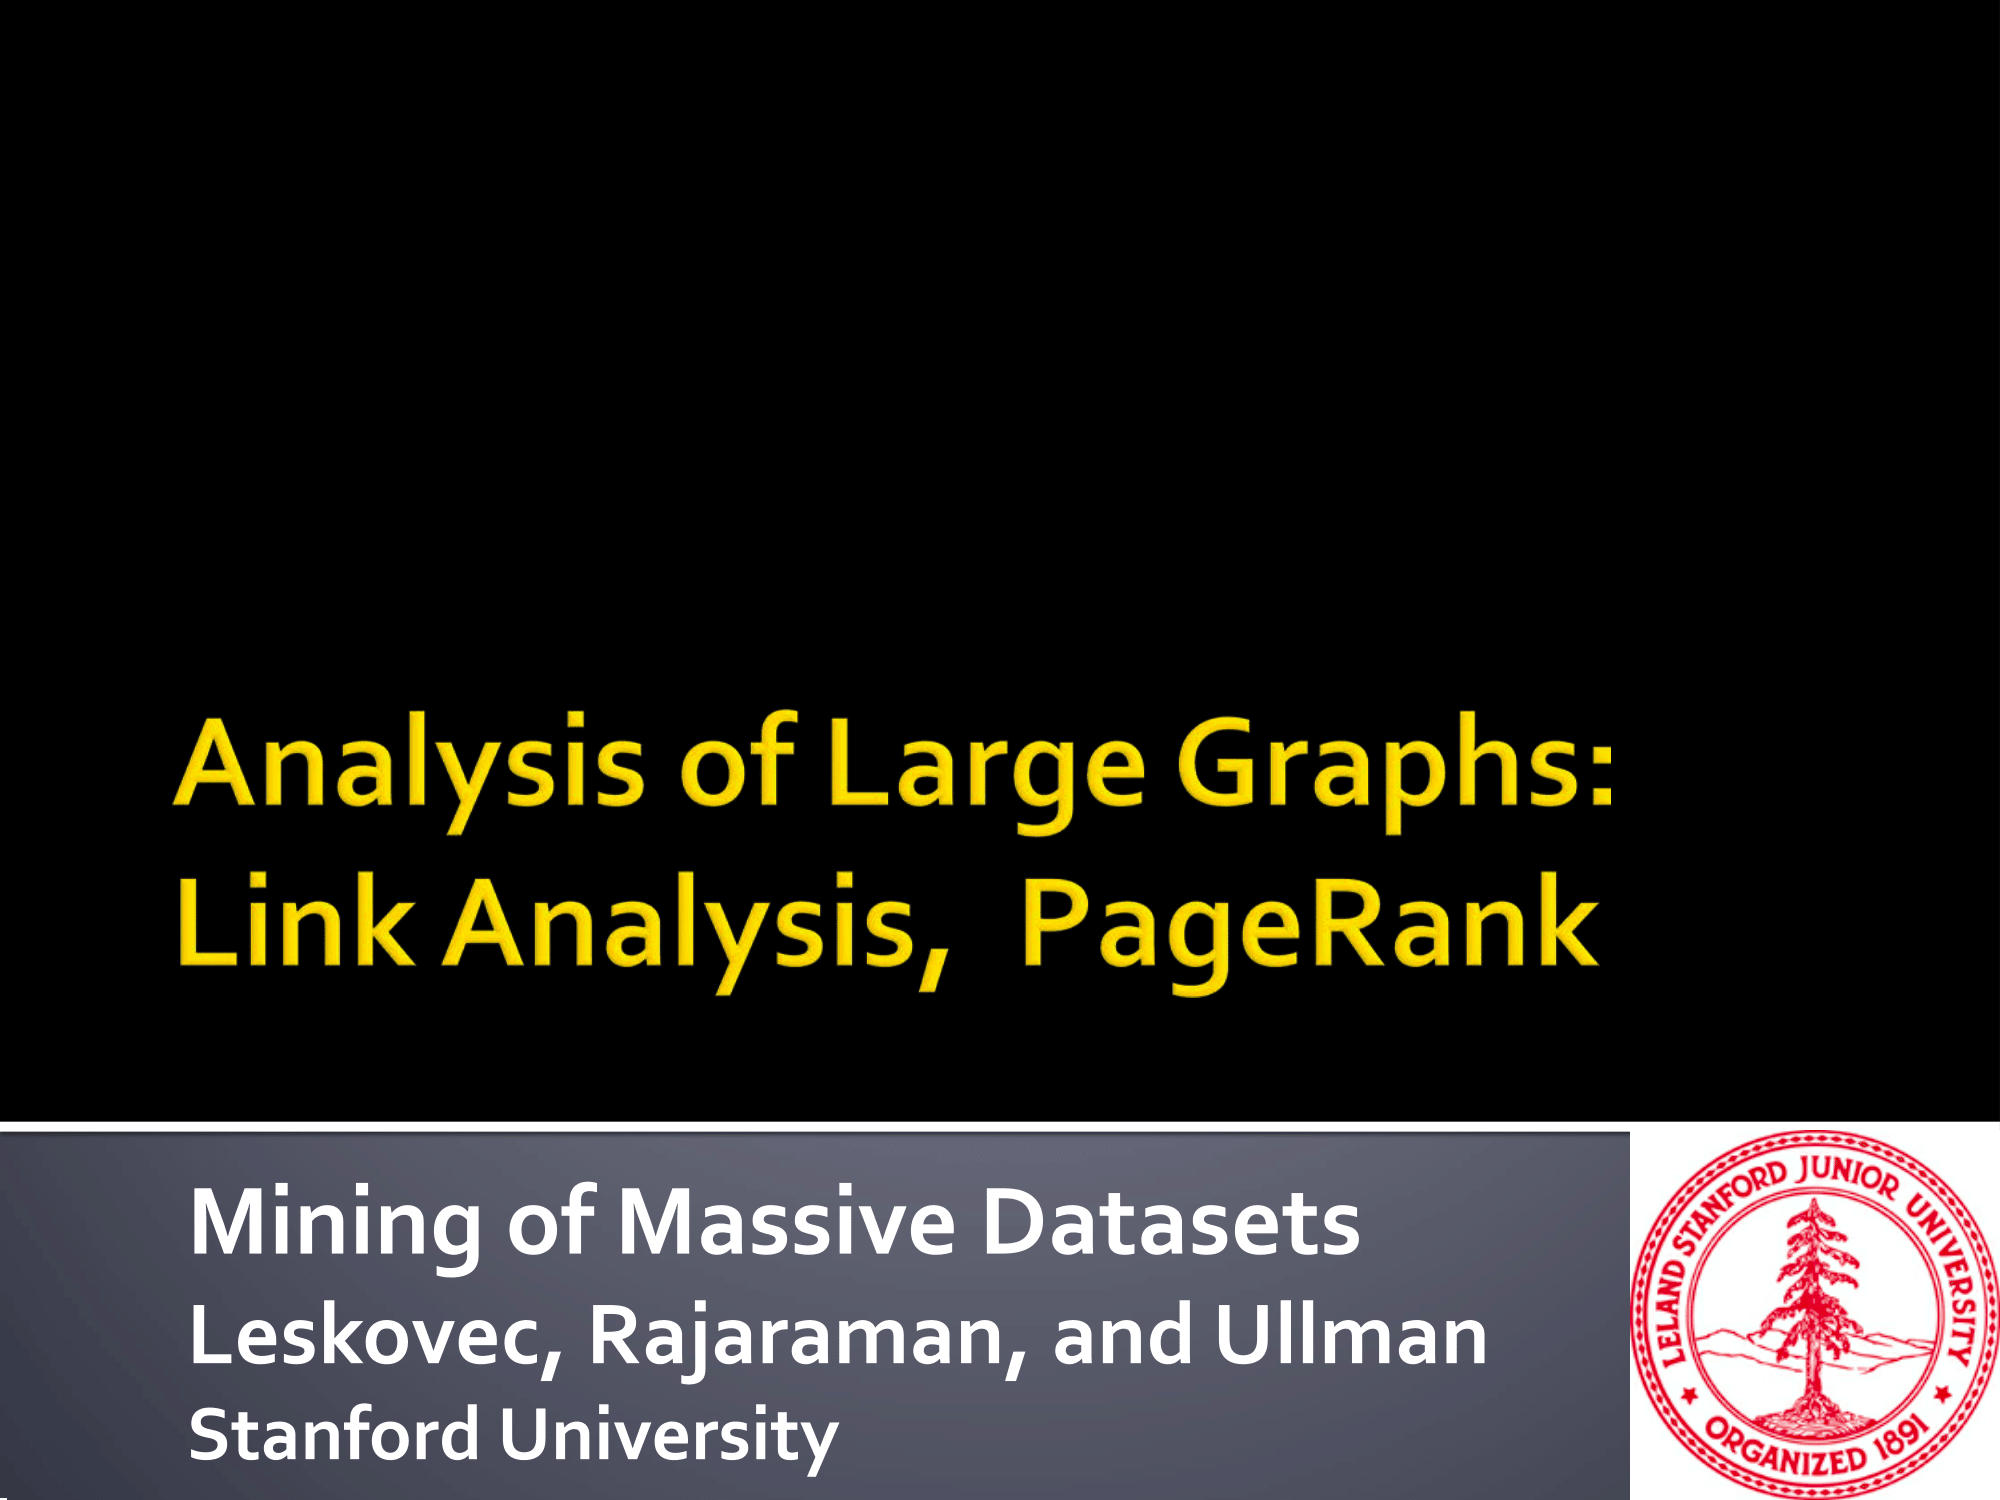 Analysis of Large Graphs:
Link Analysis, PageRank
Mining of Massive Datasets
Leskovec, Rajaraman, and Ullman
Stanford University
LELAND STANFORD JUNIOR UNIVERSITY
ORGANIZED 1891